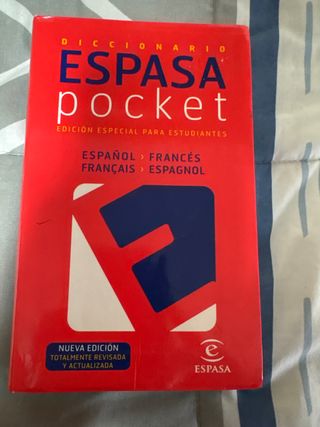 DICCIONARIO
ESPASA
pocket
EDICIÓN ESPECIAL PARA ESTUDIANTES
ESPAÑOL › FRANCÉS
FRANÇAIS › ESPAGNOL
NUEVA EDICIÓN
TOTALMENTE REVISADA
Y ACTUALIZADA
e
ESPASA